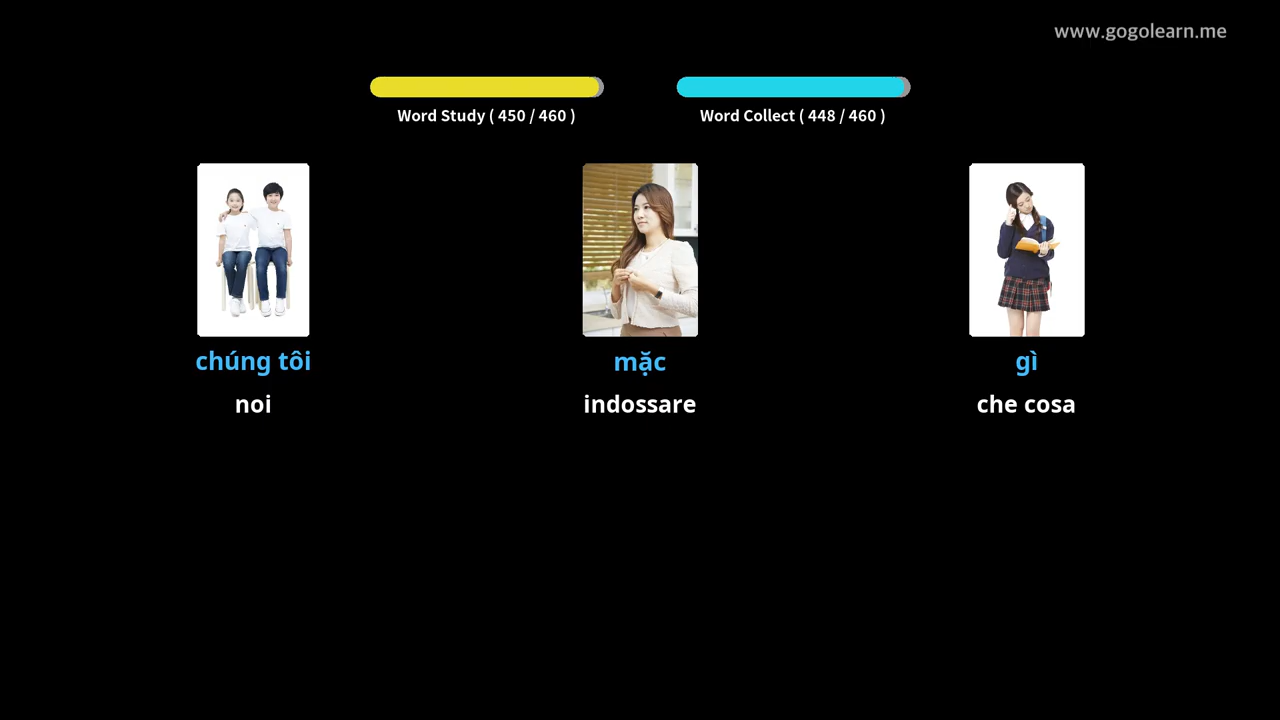 www.gogolearn.me
Word Study ( 450 / 460 )
Word Collect ( 448 / 460 )
chúng tôi
noi
mặc
indossare
gì
che cosa